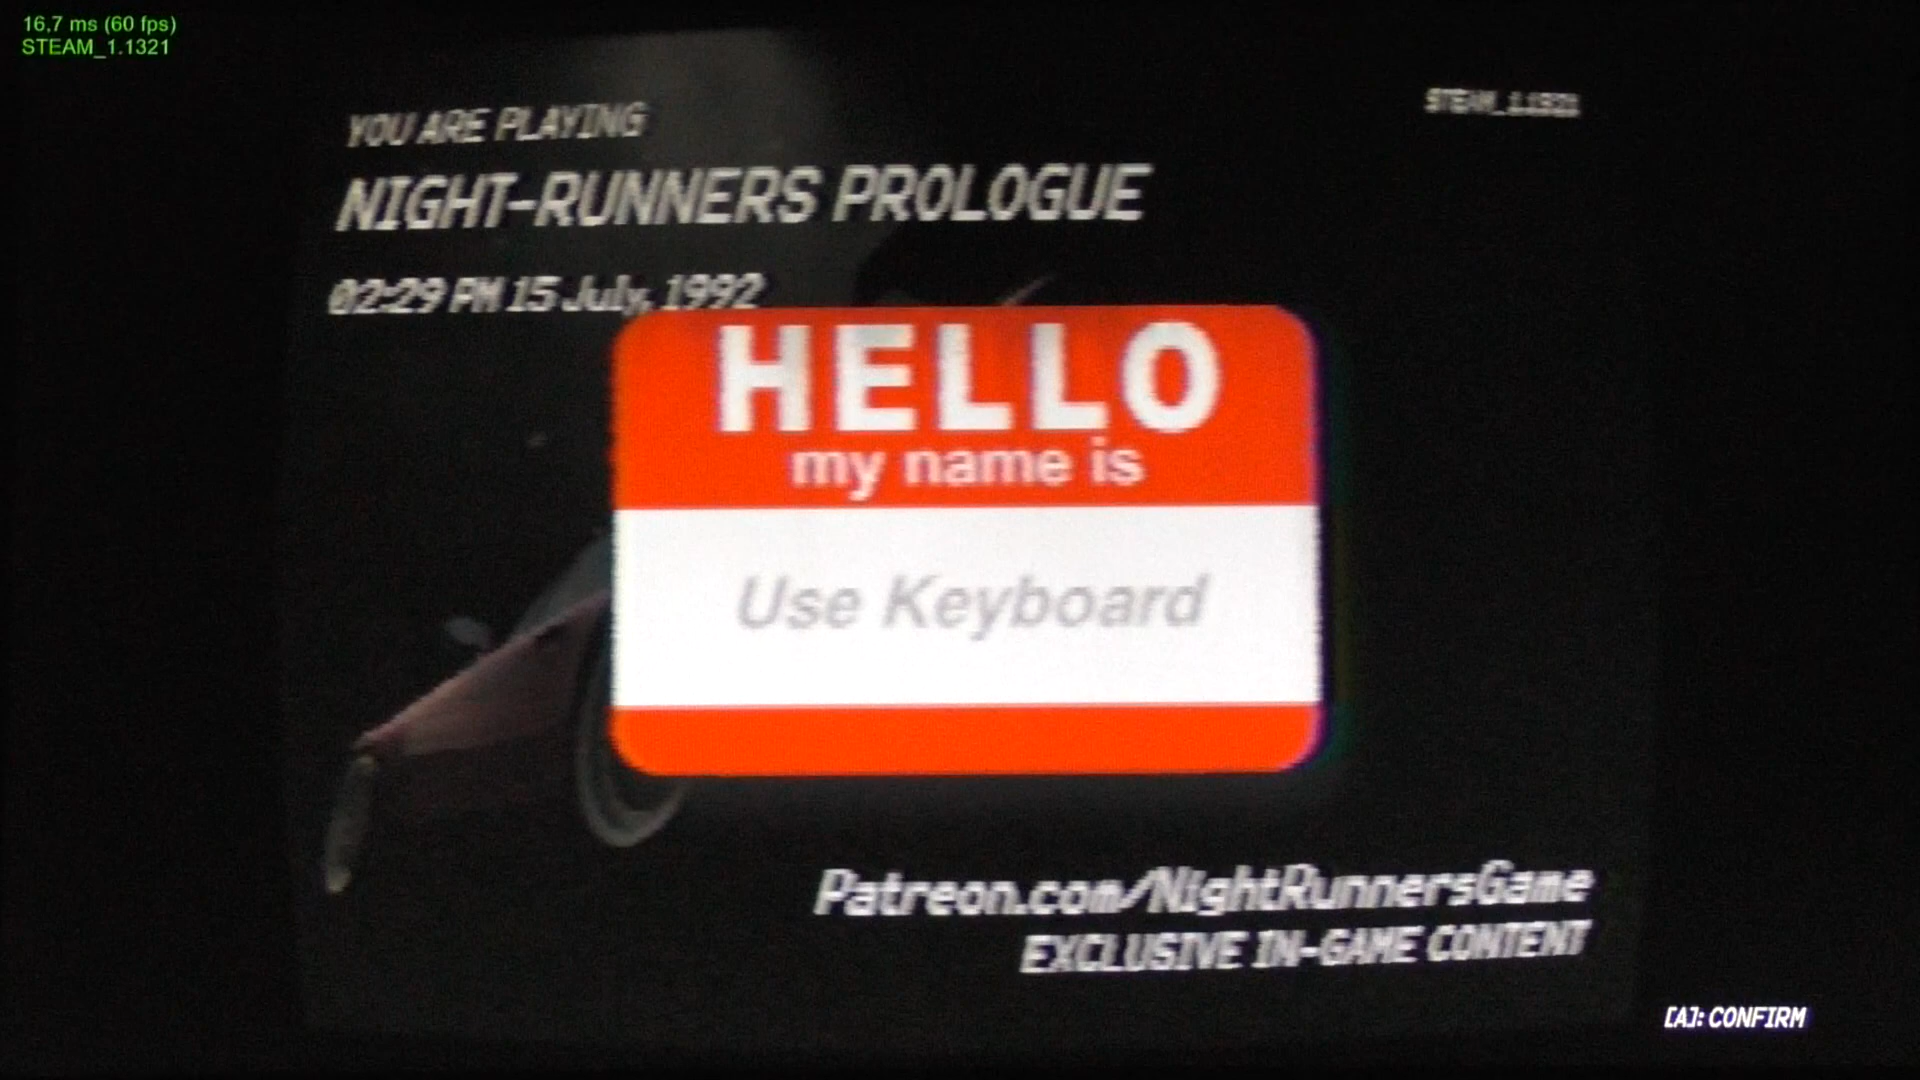 16,7 ms (60 fps)
STEAM_1.1321
YOU ARE PLAYING
STEAM_1.1321
NIGHT-RUNNERS PROLOGUE
02:29 PM 15 July, 1992
HELLO
my name is
Use Keyboard
Patreon.com/NightRunnersGame
EXCLUSIVE IN-GAME CONTENT
[A]: CONFIRM